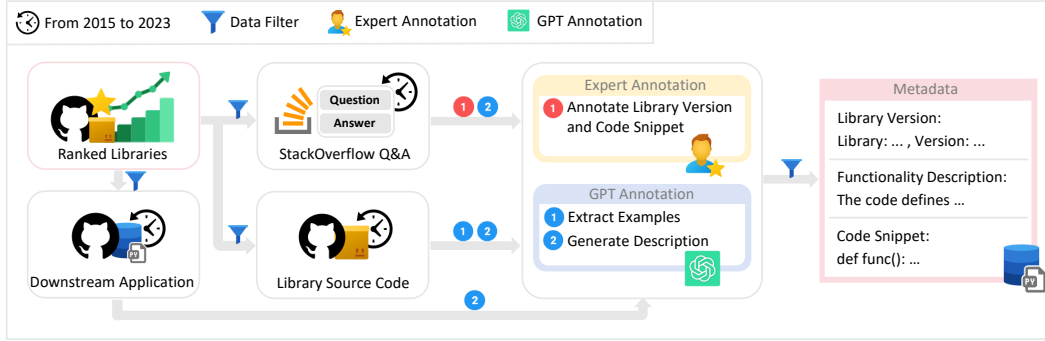 From 2015 to 2023
Data Filter
Expert Annotation
GPT Annotation
Ranked Libraries
Question
Answer
StackOverflow Q&A
1 2
Expert Annotation
1 Annotate Library Version
and Code Snippet
GPT Annotation
1 Extract Examples
2 Generate Description
Metadata
Library Version:
Library: ... , Version: ...
Functionality Description:
The code defines ...
Code Snippet:
def func(): ...
PY
PY
Downstream Application
Library Source Code
1 2
2